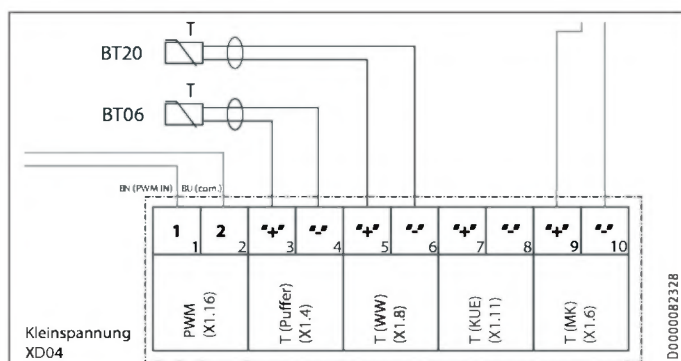 T
BT20
T
BT06
BN (PWM IN) BU (com.)
1 2 "+" "-" "+" "-" "+" "-" "+" "-"
1 2 3 4 5 6 7 8 9 10
PWM
(X1.16)
T (Puffer)
(X1.4)
T (WW)
(X1.8)
T (KUE)
(X1.11)
T (MK)
(X1.6)
Kleinspannung
XD04
D0000082328